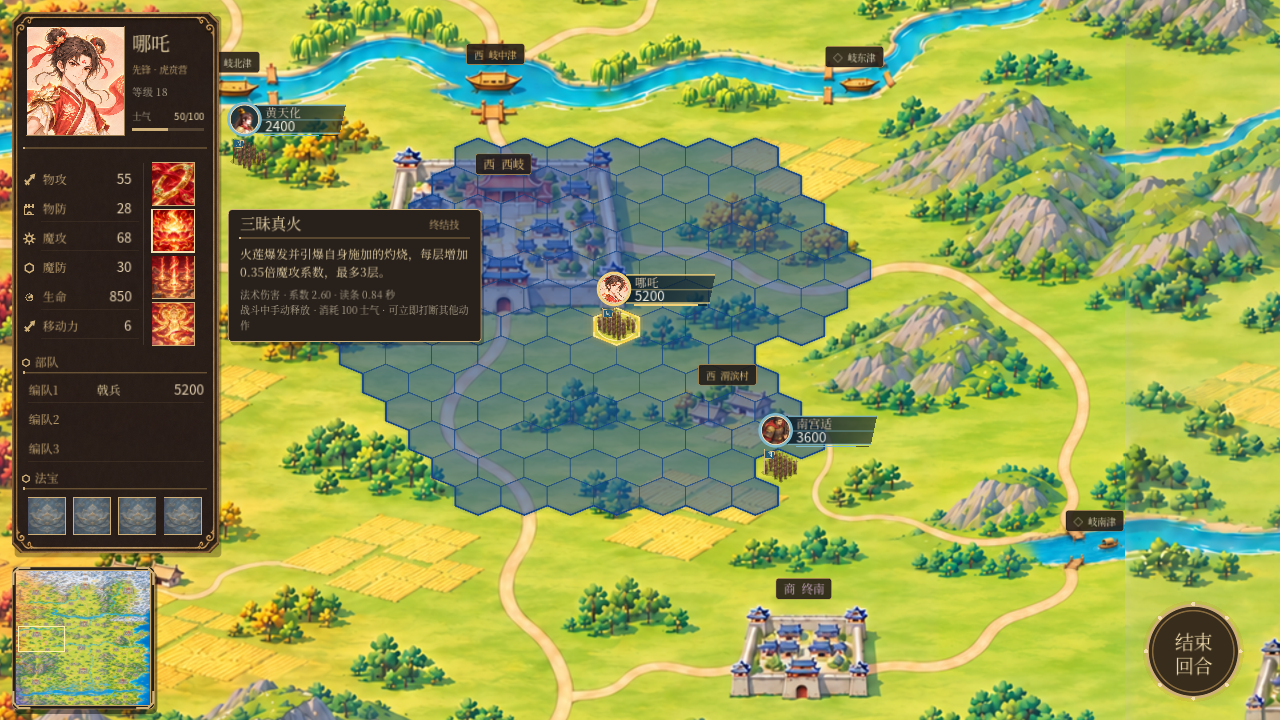 哪吒
先锋 · 虎贲营
等级 18
士气 50/100
物攻 55
物防 28
魔攻 68
魔防 30
生命 850
移动力 6
部队
编队1 戟兵 5200
编队2
编队3
法宝
三昧真火 终结技
火莲爆发并引爆自身施加的灼烧，每层增加
0.35倍魔攻系数，最多3层。
法术伤害 · 系数 2.60 · 读条 0.84 秒
战斗中手动释放 · 消耗 100 士气 · 可立即打断其他动
作
岐北津
西 岐中津
◇ 岐东津
黄天化
2400
西 西岐
哪吒
5200
西 渭滨村
南宫适
3600
◇ 岐南津
商 终南
结束
回合